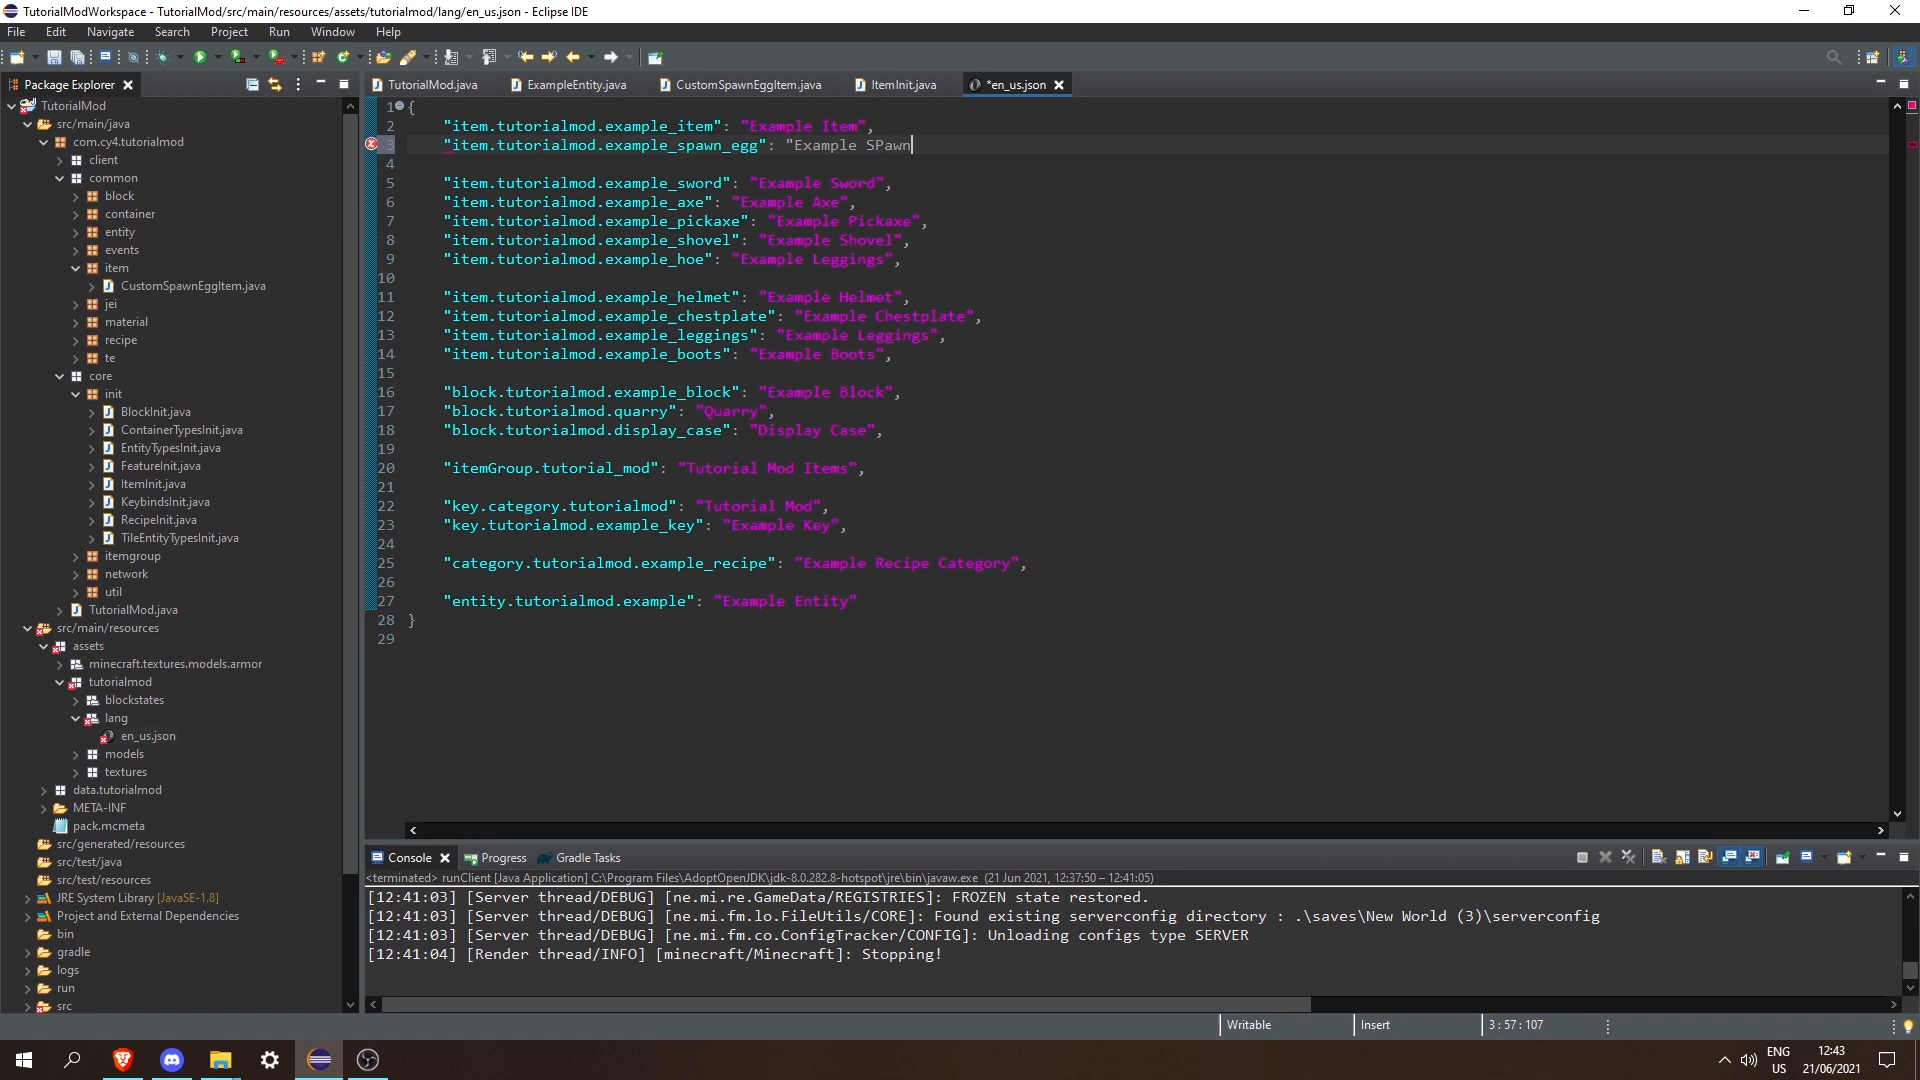 TutorialModWorkspace - TutorialMod/src/main/resources/assets/tutorialmod/lang/en_us.json - Eclipse IDE
File Edit Navigate Search Project Run Window Help
Package Explorer
TutorialMod
src/main/java
com.cy4.tutorialmod
client
common
block
container
entity
events
item
CustomSpawnEggItem.java
jei
material
recipe
te
core
init
BlockInit.java
ContainerTypesInit.java
EntityTypesInit.java
FeatureInit.java
ItemInit.java
KeybindsInit.java
RecipeInit.java
TileEntityTypesInit.java
itemgroup
network
util
TutorialMod.java
src/main/resources
assets
minecraft.textures.models.armor
tutorialmod
blockstates
lang
en_us.json
models
textures
data.tutorialmod
META-INF
pack.mcmeta
src/generated/resources
src/test/java
src/test/resources
JRE System Library [JavaSE-1.8]
Project and External Dependencies
bin
gradle
logs
run
src
TutorialMod.java ExampleEntity.java CustomSpawnEggItem.java ItemInit.java *en_us.json
1 {
2 "item.tutorialmod.example_item": "Example Item",
3 "item.tutorialmod.example_spawn_egg": "Example SPawn
4
5 "item.tutorialmod.example_sword": "Example Sword",
6 "item.tutorialmod.example_axe": "Example Axe",
7 "item.tutorialmod.example_pickaxe": "Example Pickaxe",
8 "item.tutorialmod.example_shovel": "Example Shovel",
9 "item.tutorialmod.example_hoe": "Example Leggings",
10
11 "item.tutorialmod.example_helmet": "Example Helmet",
12 "item.tutorialmod.example_chestplate": "Example Chestplate",
13 "item.tutorialmod.example_leggings": "Example Leggings",
14 "item.tutorialmod.example_boots": "Example Boots",
15
16 "block.tutorialmod.example_block": "Example Block",
17 "block.tutorialmod.quarry": "Quarry",
18 "block.tutorialmod.display_case": "Display Case",
19
20 "itemGroup.tutorial_mod": "Tutorial Mod Items",
21
22 "key.category.tutorialmod": "Tutorial Mod",
23 "key.tutorialmod.example_key": "Example Key",
24
25 "category.tutorialmod.example_recipe": "Example Recipe Category",
26
27 "entity.tutorialmod.example": "Example Entity"
28 }
29
Console Progress Gradle Tasks
<terminated> runClient [Java Application] C:\Program Files\AdoptOpenJDK\jdk-8.0.282.8-hotspot\jre\bin\javaw.exe (21 Jun 2021, 12:37:50 – 12:41:05)
[12:41:03] [Server thread/DEBUG] [ne.mi.re.GameData/REGISTRIES]: FROZEN state restored.
[12:41:03] [Server thread/DEBUG] [ne.mi.fm.lo.FileUtils/CORE]: Found existing serverconfig directory : .\saves\New World (3)\serverconfig
[12:41:03] [Server thread/DEBUG] [ne.mi.fm.co.ConfigTracker/CONFIG]: Unloading configs type SERVER
[12:41:04] [Render thread/INFO] [minecraft/Minecraft]: Stopping!
Writable Insert 3 : 57 : 107
ENG
US
12:43
21/06/2021